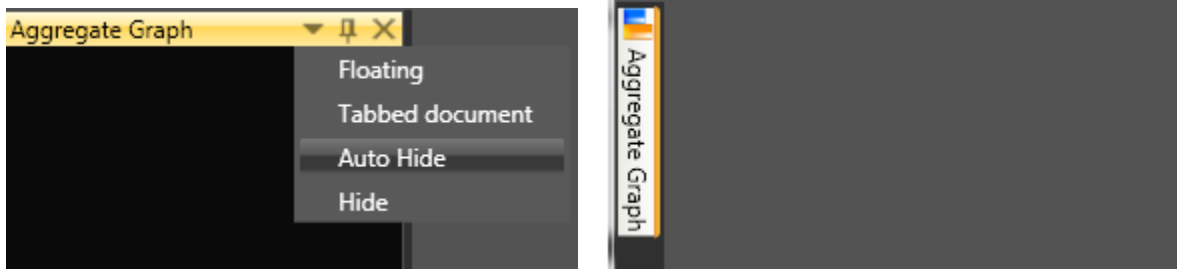 Aggregate Graph
Floating
Tabbed document
Auto Hide
Hide
Aggregate Graph